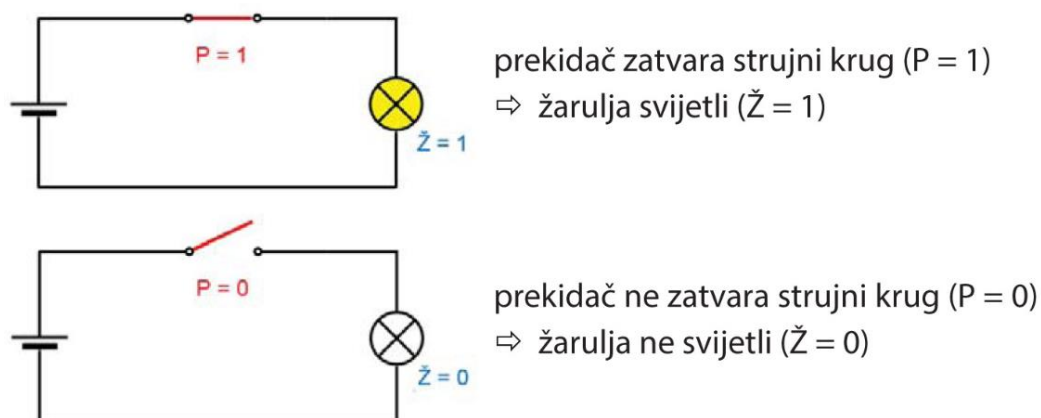 P = 1
Ž = 1
prekidač zatvara strujni krug (P = 1)
⇨ žarulja svijetli (Ž = 1)
P = 0
Ž = 0
prekidač ne zatvara strujni krug (P = 0)
⇨ žarulja ne svijetli (Ž = 0)